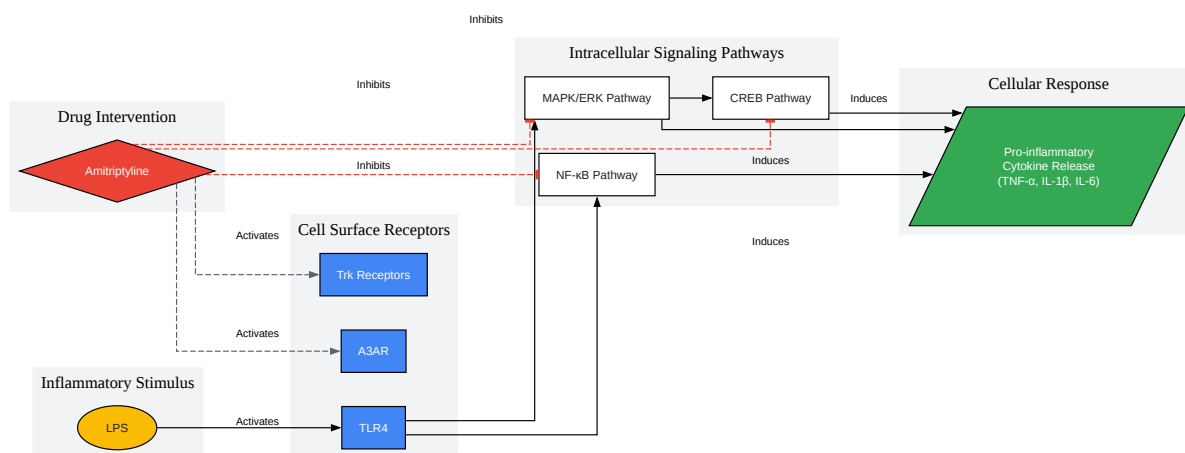 Inhibits
Intracellular Signaling Pathways
Cellular Response
Inhibits
MAPK/ERK Pathway
CREB Pathway
Induces
Drug Intervention
Pro-inflammatory
Cytokine Release
(TNF-α, IL-1β, IL-6)
Amitriptyline
Inhibits
NF-κB Pathway
Induces
Cell Surface Receptors
Activates
Induces
Trk Receptors
Activates
A3AR
Inflammatory Stimulus
LPS
Activates
TLR4